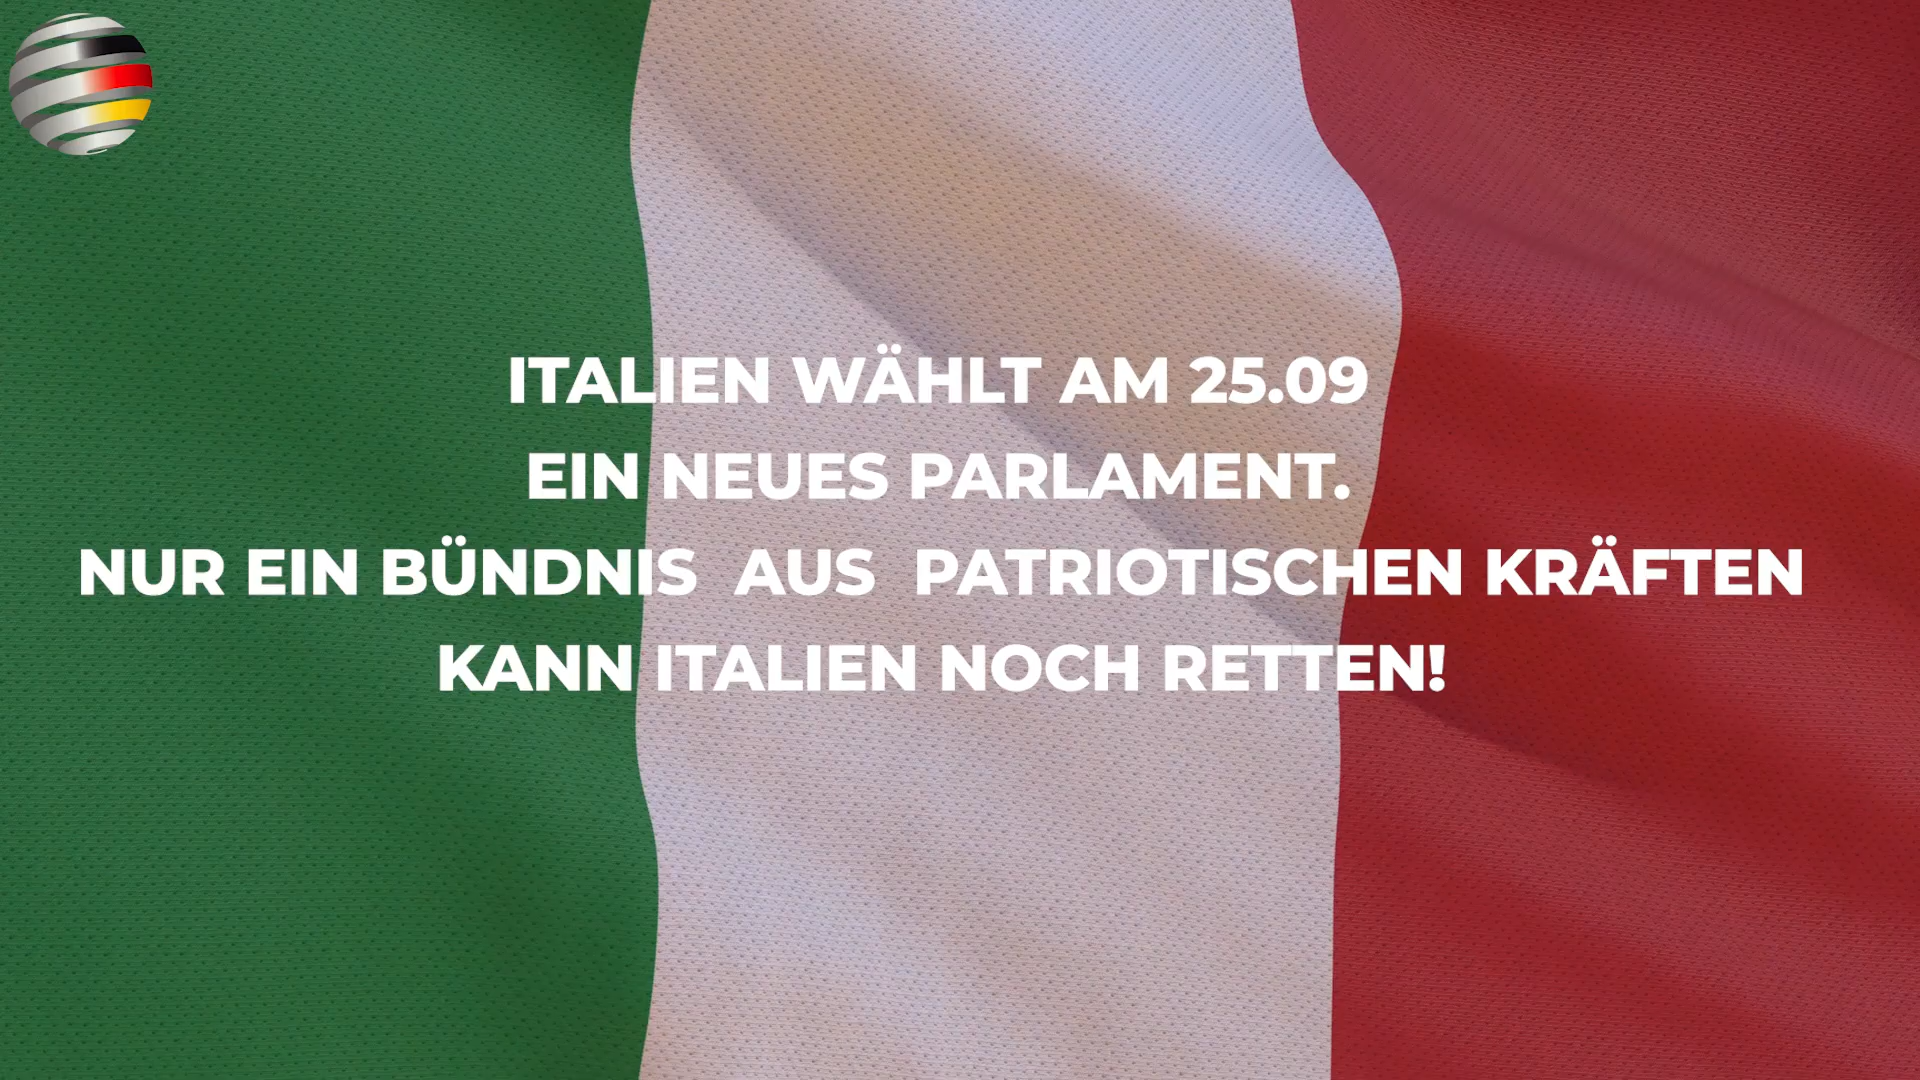 ITALIEN WÄHLT AM 25.09
EIN NEUES PARLAMENT.
NUR EIN BÜNDNIS AUS PATRIOTISCHEN KRÄFTEN
KANN ITALIEN NOCH RETTEN!